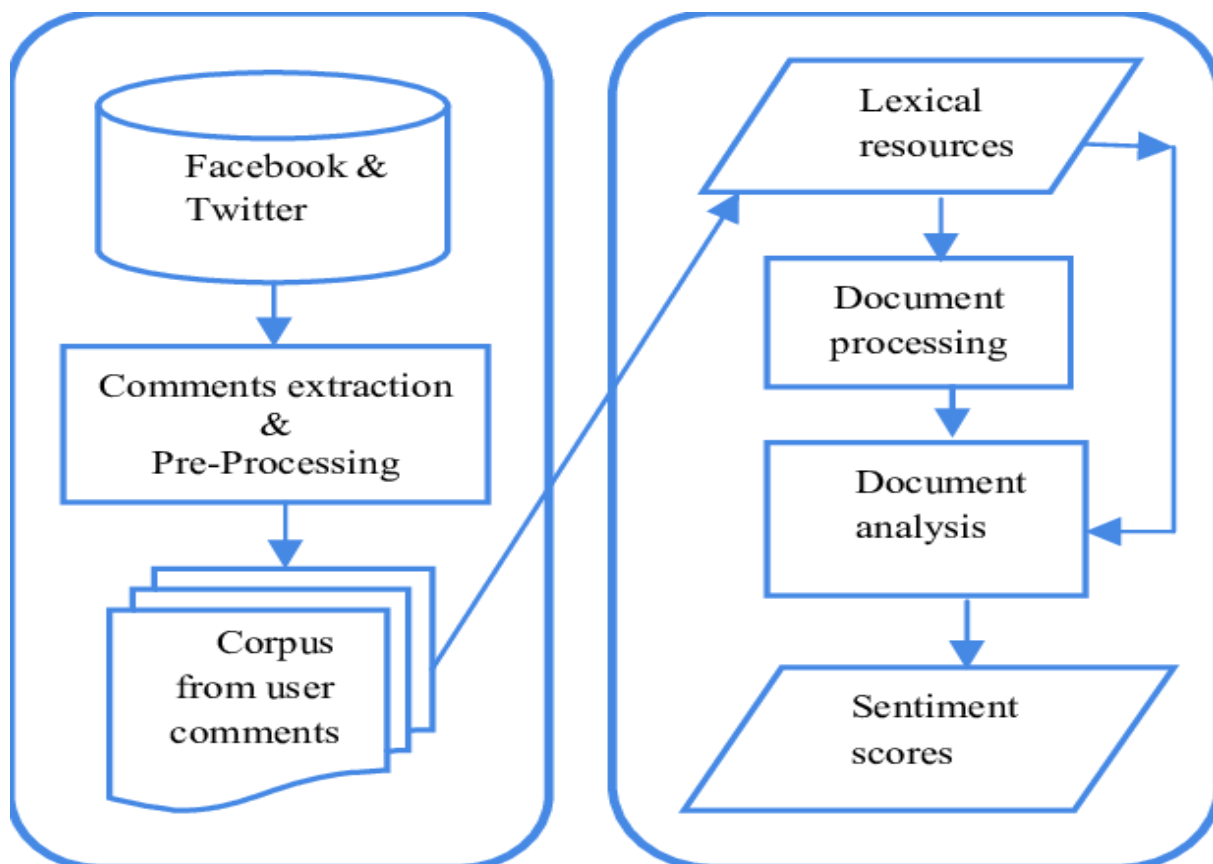 Facebook &
Twitter
Comments extraction
&
Pre-Processing
Corpus
from user
comments
Lexical
resources
Document
processing
Document
analysis
Sentiment
scores